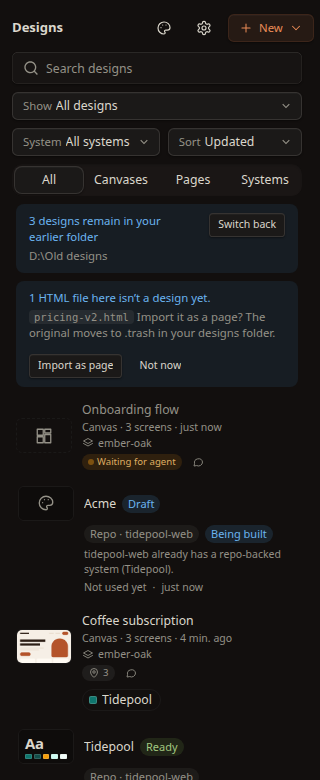 Designs
New
Search designs
Show All designs
System All systems
Sort Updated
All
Canvases
Pages
Systems
3 designs remain in your
earlier folder
Switch back
D:\Old designs
1 HTML file here isn’t a design yet.
pricing-v2.html Import it as a page? The
original moves to .trash in your designs folder.
Import as page
Not now
Onboarding flow
Canvas · 3 screens · just now
ember-oak
Waiting for agent
Acme Draft
Repo · tidepool-web Being built
tidepool-web already has a repo-backed
system (Tidepool).
Not used yet · just now
Coffee subscription
Canvas · 3 screens · 4 min. ago
ember-oak
3
Tidepool
Aa
Tidepool Ready
Repo · tidepool-web